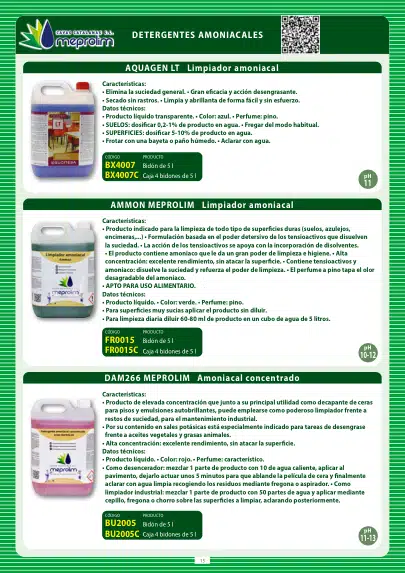 CAYRE CATALANAS S.L.
meprolim
DETERGENTES AMONIACALES
AQUAGEN LT Limpiador amoniacal
Características:
• Elimina la suciedad general. • Gran eficacia y acción desengrasante.
• Secado sin rastros. • Limpia y abrillanta de forma fácil y sin esfuerzo.
Datos técnicos:
• Producto líquido transparente. • Color: azul. • Perfume: pino.
• SUELOS: dosificar 0,2-1% de producto en agua. • Fregar del modo habitual.
• SUPERFICIES: dosificar 5-10% de producto en agua.
• Frotar con una bayeta o paño húmedo. • Aclarar con agua.
CÓDIGO PRODUCTO
BX4007 Bidón de 5 l
BX4007C Caja 4 bidones de 5 l
pH
11
AMMON MEPROLIM Limpiador amoniacal
Características:
• Producto indicado para la limpieza de todo tipo de superficies duras (suelos, azulejos,
encimeras,...) • Formulación basada en el poder detersivo de los tensioactivos que disuelven
la suciedad. • La acción de los tensioactivos se apoya con la incorporación de disolventes.
• El producto contiene amoniaco que le da un gran poder de limpieza e higiene. • Alta
concentración: excelente rendimiento, sin atacar la superficie. • Contiene tensioactivos y
amoniaco: disuelve la suciedad y refuerza el poder de limpieza. • El perfume a pino tapa el olor
desagradable del amoniaco.
• APTO PARA USO ALIMENTARIO.
Datos técnicos:
• Producto líquido. • Color: verde. • Perfume: pino.
• Para superficies muy sucias aplicar el producto sin diluir.
• Para limpieza diaria diluir 60-80 ml de producto en un cubo de agua de 5 litros.
Limpiador amoniacal
meprolim
CÓDIGO PRODUCTO
FR0015 Bidón de 5 l
FR0015C Caja 4 bidones de 5 l
pH
10-12
DAM266 MEPROLIM Amoniacal concentrado
Características:
• Producto de elevada concentración que junto a su principal utilidad como decapante de ceras
para pisos y emulsiones autobrillantes, puede emplearse como poderoso limpiador frente a
restos de suciedad, para el mantenimiento industrial.
• Por su contenido en sales potásicas está especialmente indicado para tareas de desengrase
frente a aceites vegetales y grasas animales.
• Alta concentración: excelente rendimiento, sin atacar la superficie.
Datos técnicos:
• Producto líquido. • Color: rojo. • Perfume: característico.
• Como desencerador: mezclar 1 parte de producto con 10 de agua caliente, aplicar al
pavimento, dejarlo actuar unos 5 minutos para que ablande la película de cera y finalmente
aclarar con agua limpia recogiendo los residuos mediante fregona o aspirador. • Como
limpiador industrial: mezclar 1 parte de producto con 50 partes de agua y aplicar mediante
cepillo, fregona o chorro sobre las superficies a limpiar, aclarando posteriormente.
meprolim
CÓDIGO PRODUCTO
BU2005 Bidón de 5 l
BU2005C Caja 4 bidones de 5 l
pH
11-13